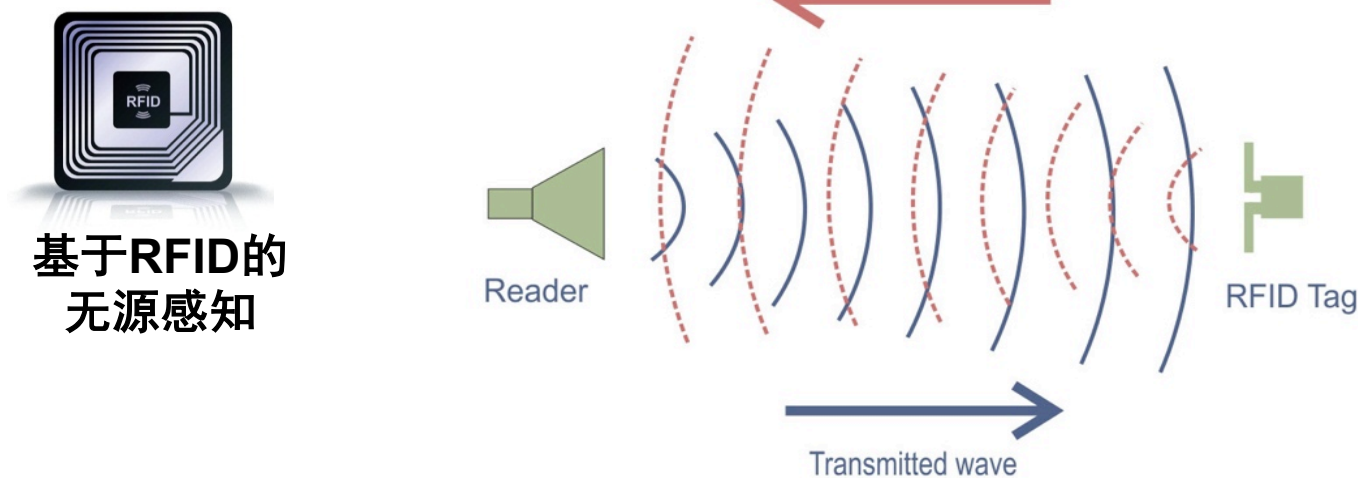 RFID
基于RFID的
无源感知
Reader
RFID Tag
Transmitted wave